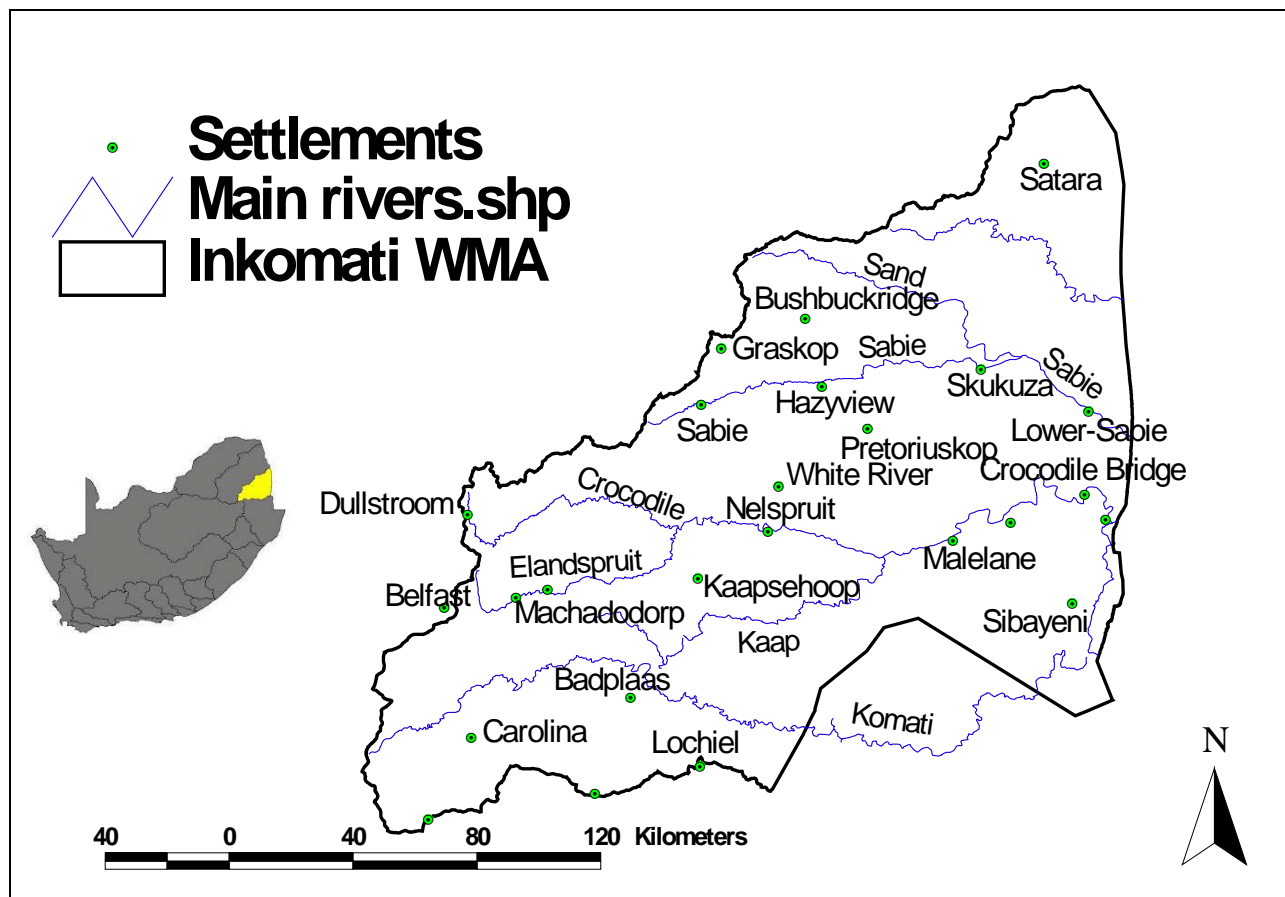 Settlements
Main rivers.shp
Inkomati WMA
Satara
Sand
Bushbuckridge
Graskop
Sabie
Skukuza
Sabie
Hazyview
Sabie
Lower-Sabie
Pretoriuskop
White River
Crocodile Bridge
Crocodile
Dullstroom
Nelspruit
Malelane
Elandspruit
Belfast
Machadodorp
Kaapsehoop
Sibayeni
Kaap
Badplaas
Komati
Carolina
Lochiel
N
40 0 40 80 120 Kilometers